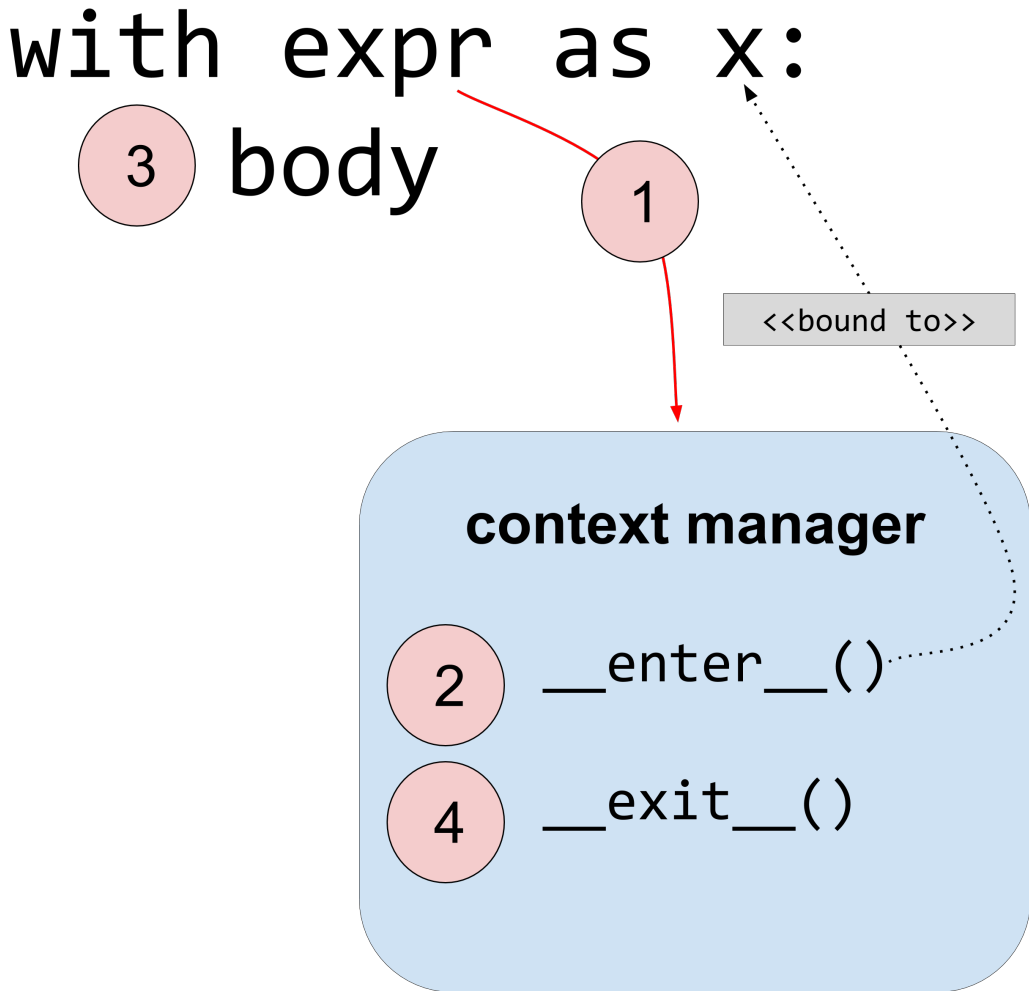 with expr as x:
3 body
1
<<bound to>>
context manager
2 __enter__()
4 __exit__()